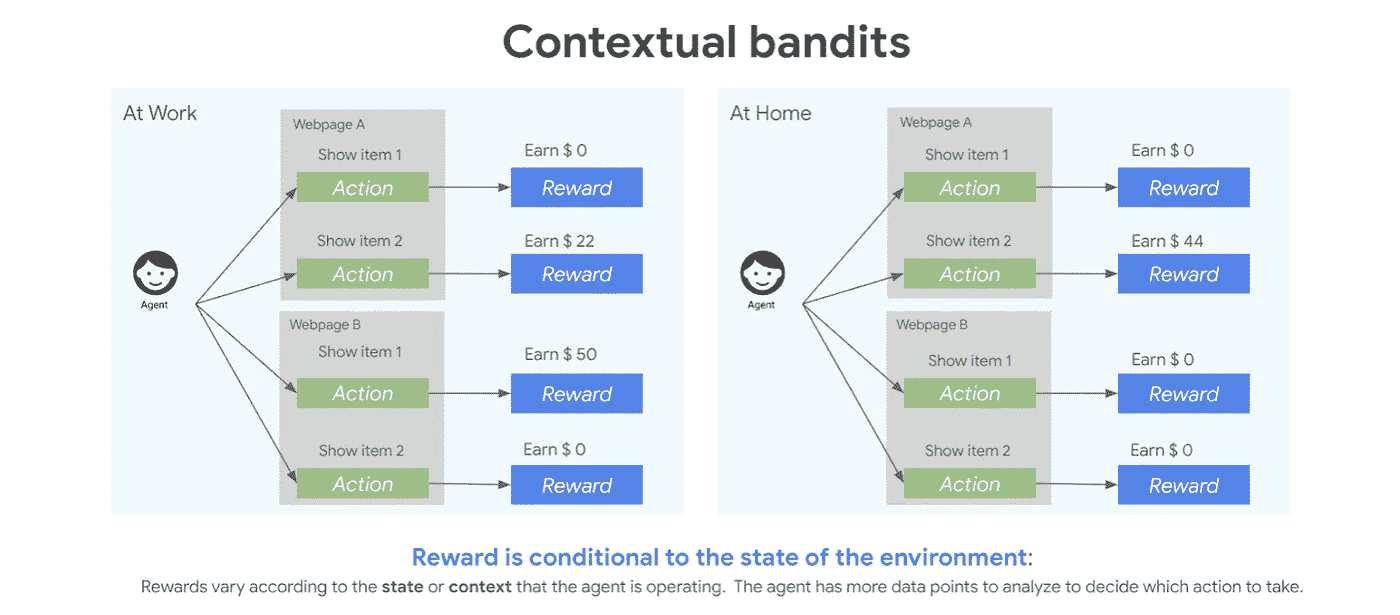 Contextual bandits
At Work
Webpage A
Show item 1
Action
Earn $ 0
Reward
Show item 2
Action
Earn $ 22
Reward
Agent
Webpage B
Show item 1
Action
Earn $ 50
Reward
Show item 2
Action
Earn $ 0
Reward
At Home
Webpage A
Show item 1
Action
Earn $ 0
Reward
Show item 2
Action
Earn $ 44
Reward
Agent
Webpage B
Show item 1
Action
Earn $ 0
Reward
Show item 2
Action
Earn $ 0
Reward
Reward is conditional to the state of the environment:
Rewards vary according to the state or context that the agent is operating. The agent has more data points to analyze to decide which action to take.